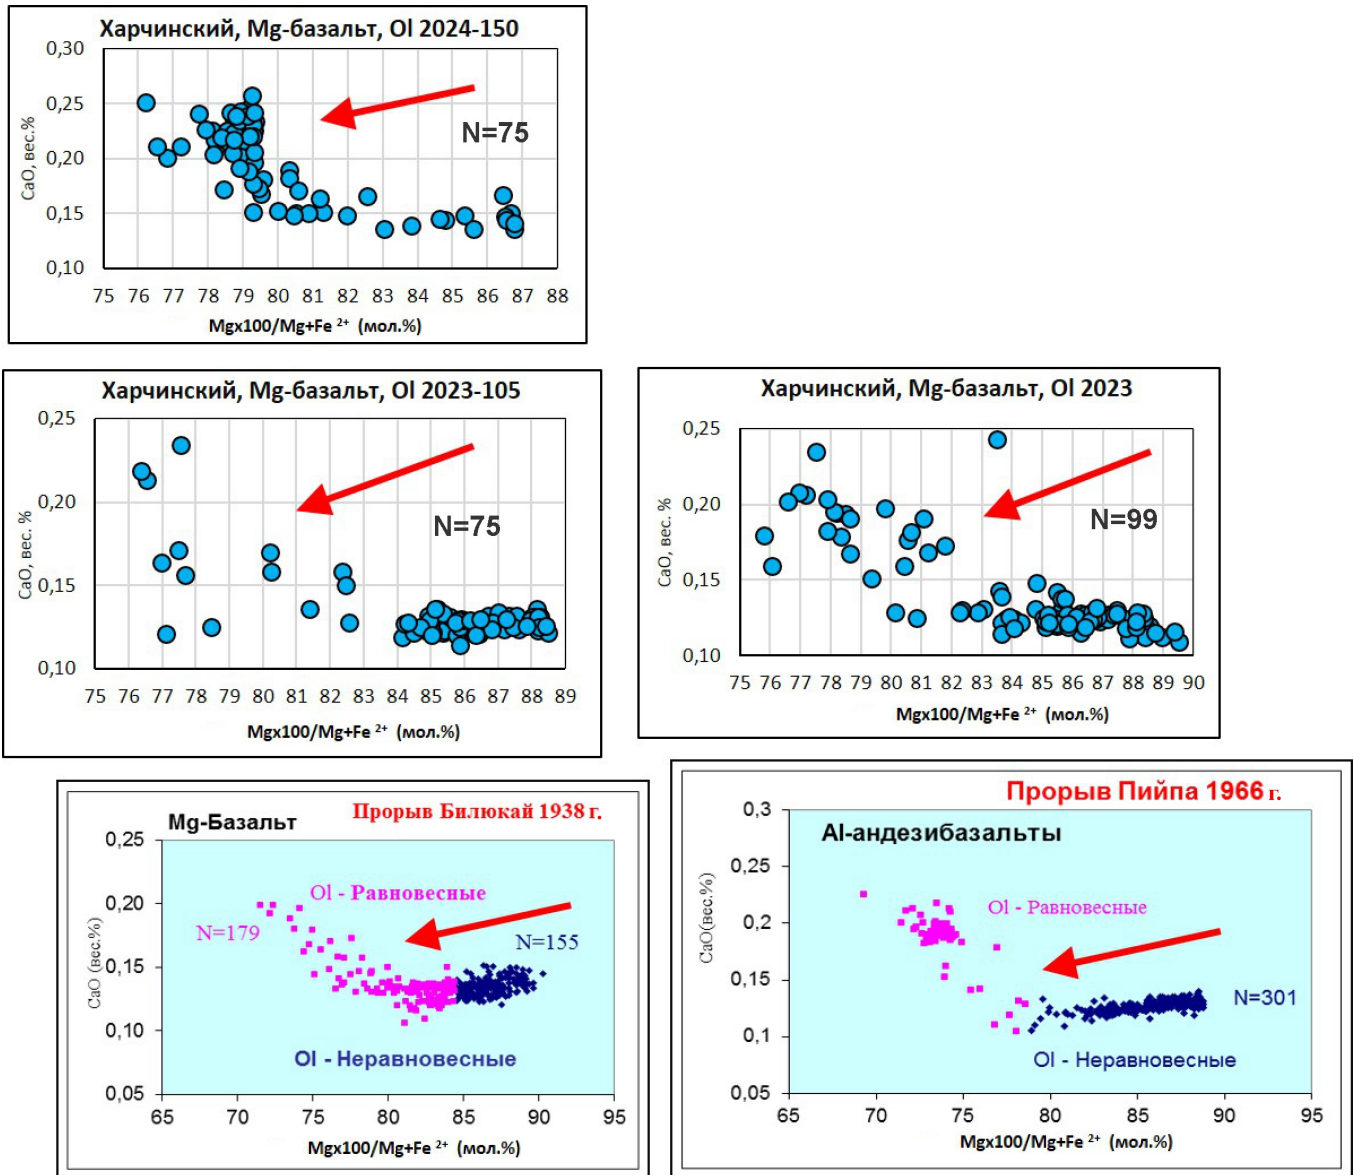 Харчинский, Mg-базальт, Ol 2024-150
0,30
0,25
0,20
0,15
0,10
CaO, вес.%
N=75
75 76 77 78 79 80 81 82 83 84 85 86 87 88
Mgx100/Mg+Fe 2+ (мол.%)
Харчинский, Mg-базальт, Ol 2023-105
0,25
0,20
0,15
0,10
CaO, вес. %
N=75
75 76 77 78 79 80 81 82 83 84 85 86 87 88 89
Mgx100/Mg+Fe 2+ (мол.%)
Харчинский, Mg-базальт, Ol 2023
0,25
0,20
0,15
0,10
CaO, вес. %
N=99
75 76 77 78 79 80 81 82 83 84 85 86 87 88 89 90
Mgx100/Mg+Fe 2+ (мол.%)
Прорыв Билюкай 1938 г.
Mg-Базальт
0,25
0,20
0,15
0,10
0,05
CaO (вес.%)
Ol - Равновесные
N=179
N=155
Ol - Неравновесные
65 70 75 80 85 90 95
Mgx100/Mg+Fe 2+ (мол.%)
Прорыв Пийпа 1966 г.
Al-андезибазальты
0,3
0,25
0,2
0,15
0,1
0,05
CaO(вес.%)
Ol - Равновесные
N=301
Ol - Неравновесные
65 70 75 80 85 90 95
Mgx100/Mg+Fe 2+ (мол.%)